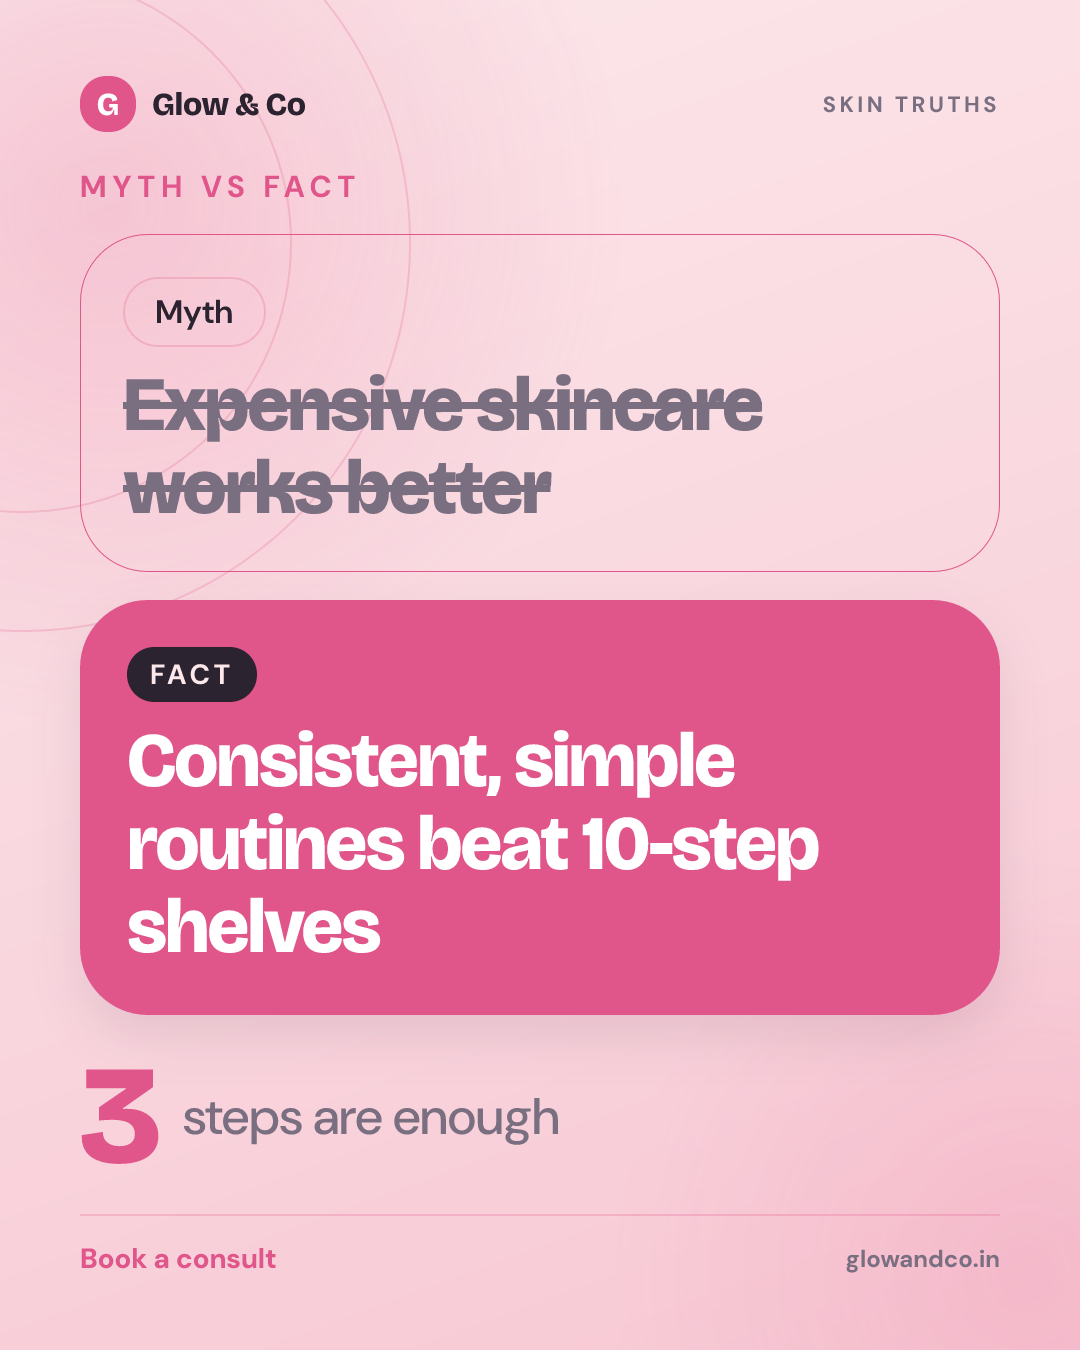 G Glow & Co
SKIN TRUTHS
MYTH VS FACT
Myth
Expensive skincare
works better
FACT
Consistent, simple
routines beat 10-step
shelves
3 steps are enough
Book a consult
glowandco.in